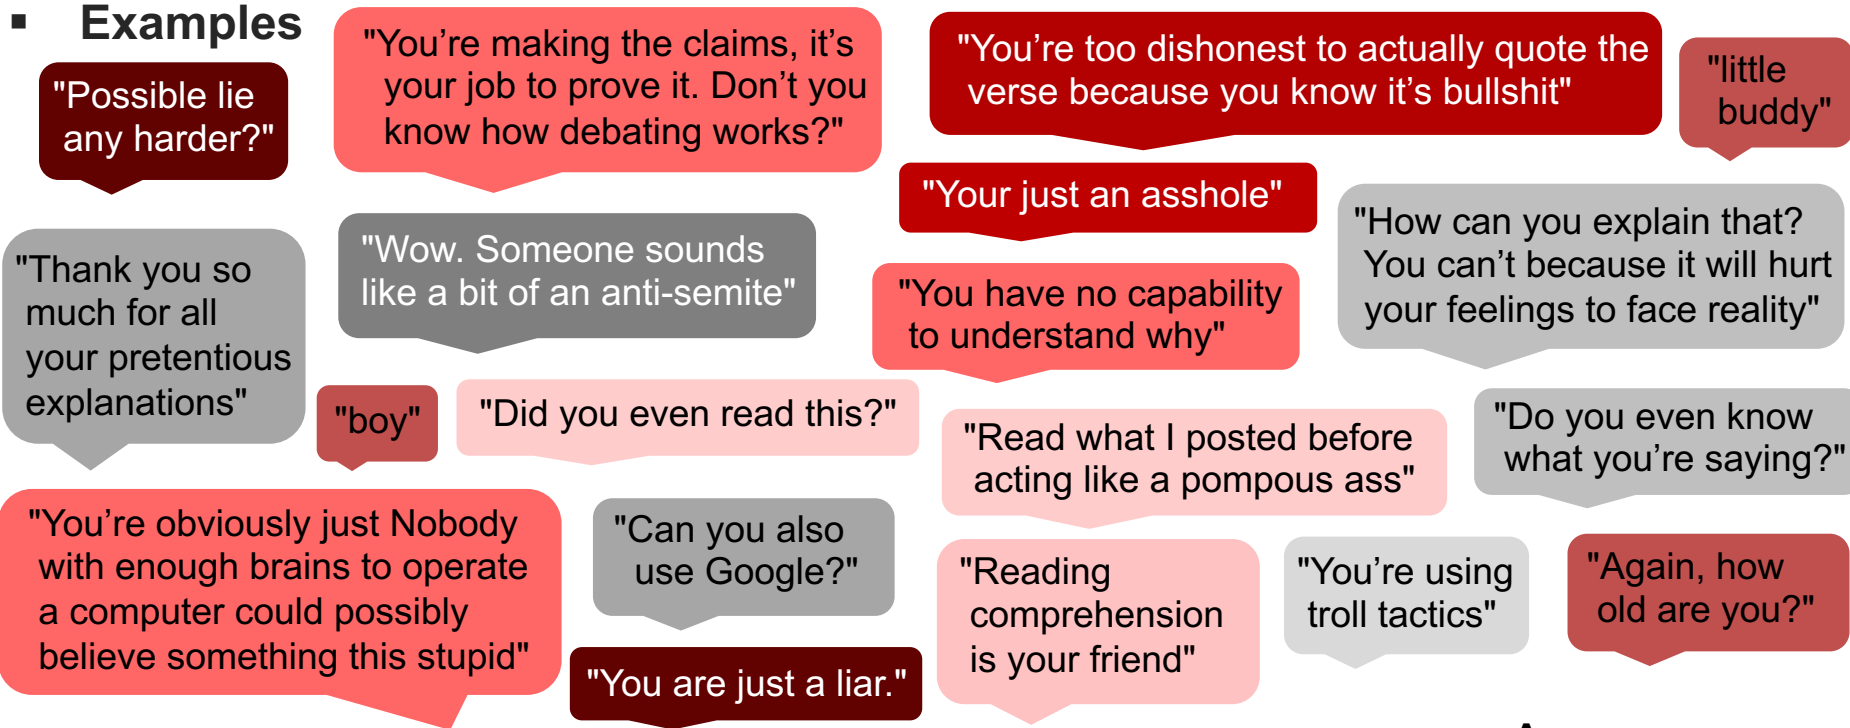 ▪ Examples
"Possible lie
any harder?"
"You’re making the claims, it’s
your job to prove it. Don’t you
know how debating works?"
"You’re too dishonest to actually quote the
verse because you know it’s bullshit"
"little
buddy"
"Your just an asshole"
"Thank you so
much for all
your pretentious
explanations"
"Wow. Someone sounds
like a bit of an anti-semite"
"You have no capability
to understand why"
"How can you explain that?
You can’t because it will hurt
your feelings to face reality"
"boy"
"Did you even read this?"
"Read what I posted before
acting like a pompous ass"
"Do you even know
what you’re saying?"
"You’re obviously just Nobody
with enough brains to operate
a computer could possibly
believe something this stupid"
"Can you also
use Google?"
"Reading
comprehension
is your friend"
"You’re using
troll tactics"
"Again, how
old are you?"
"You are just a liar."